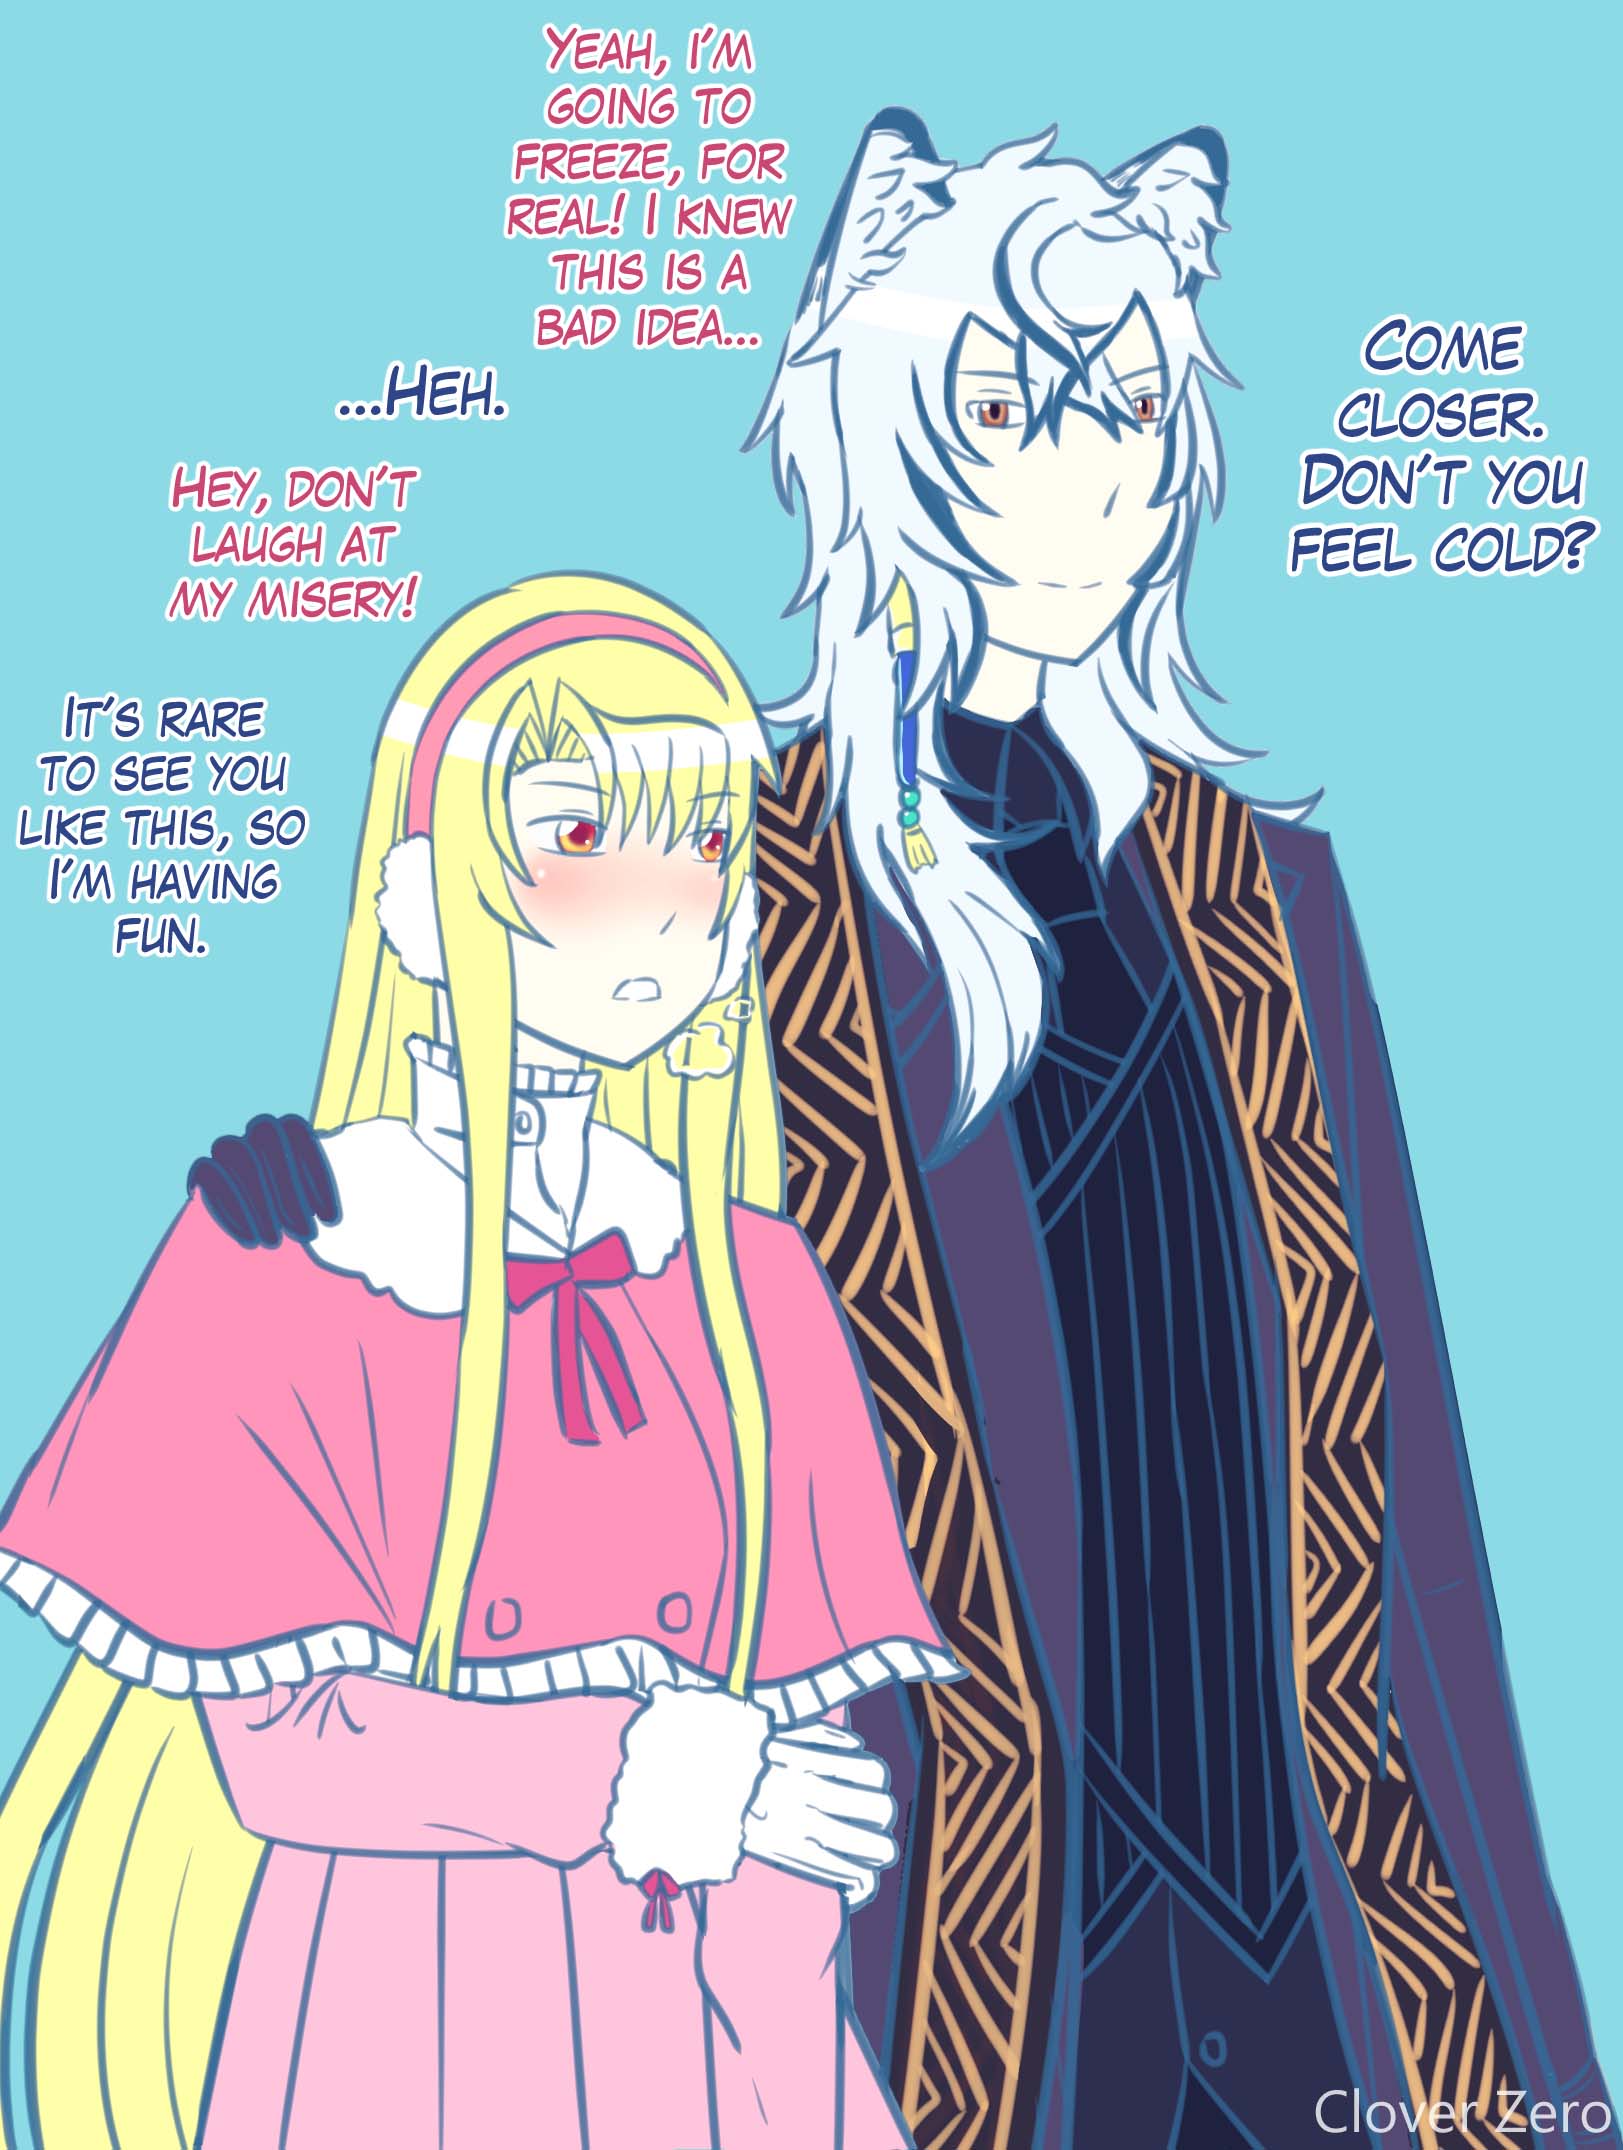 Come
closer.
Don't you
feel cold?
Yeah, I'm
going to
freeze, for
real! I knew
this is a
bad idea...
...Heh.
Hey, don't
laugh at
my misery!
It's rare
to see you
like this, so
I'm having
fun.
Clover Zero